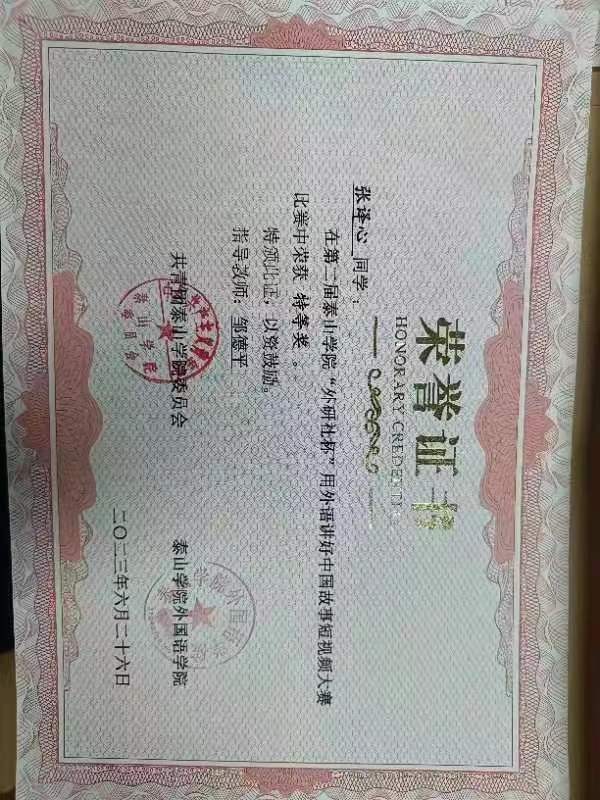 荣誉证书
HONORARY CREDENTIAL
张译心 同学：
在第二届泰山学院“外研社杯”用外语讲好中国故事短视频大赛
比赛中荣获 特等奖 。
特颁此证，以资鼓励。
指导教师：邹德平
共青团泰山学院委员会
泰山学院外国语学院
二〇二三年六月二十六日